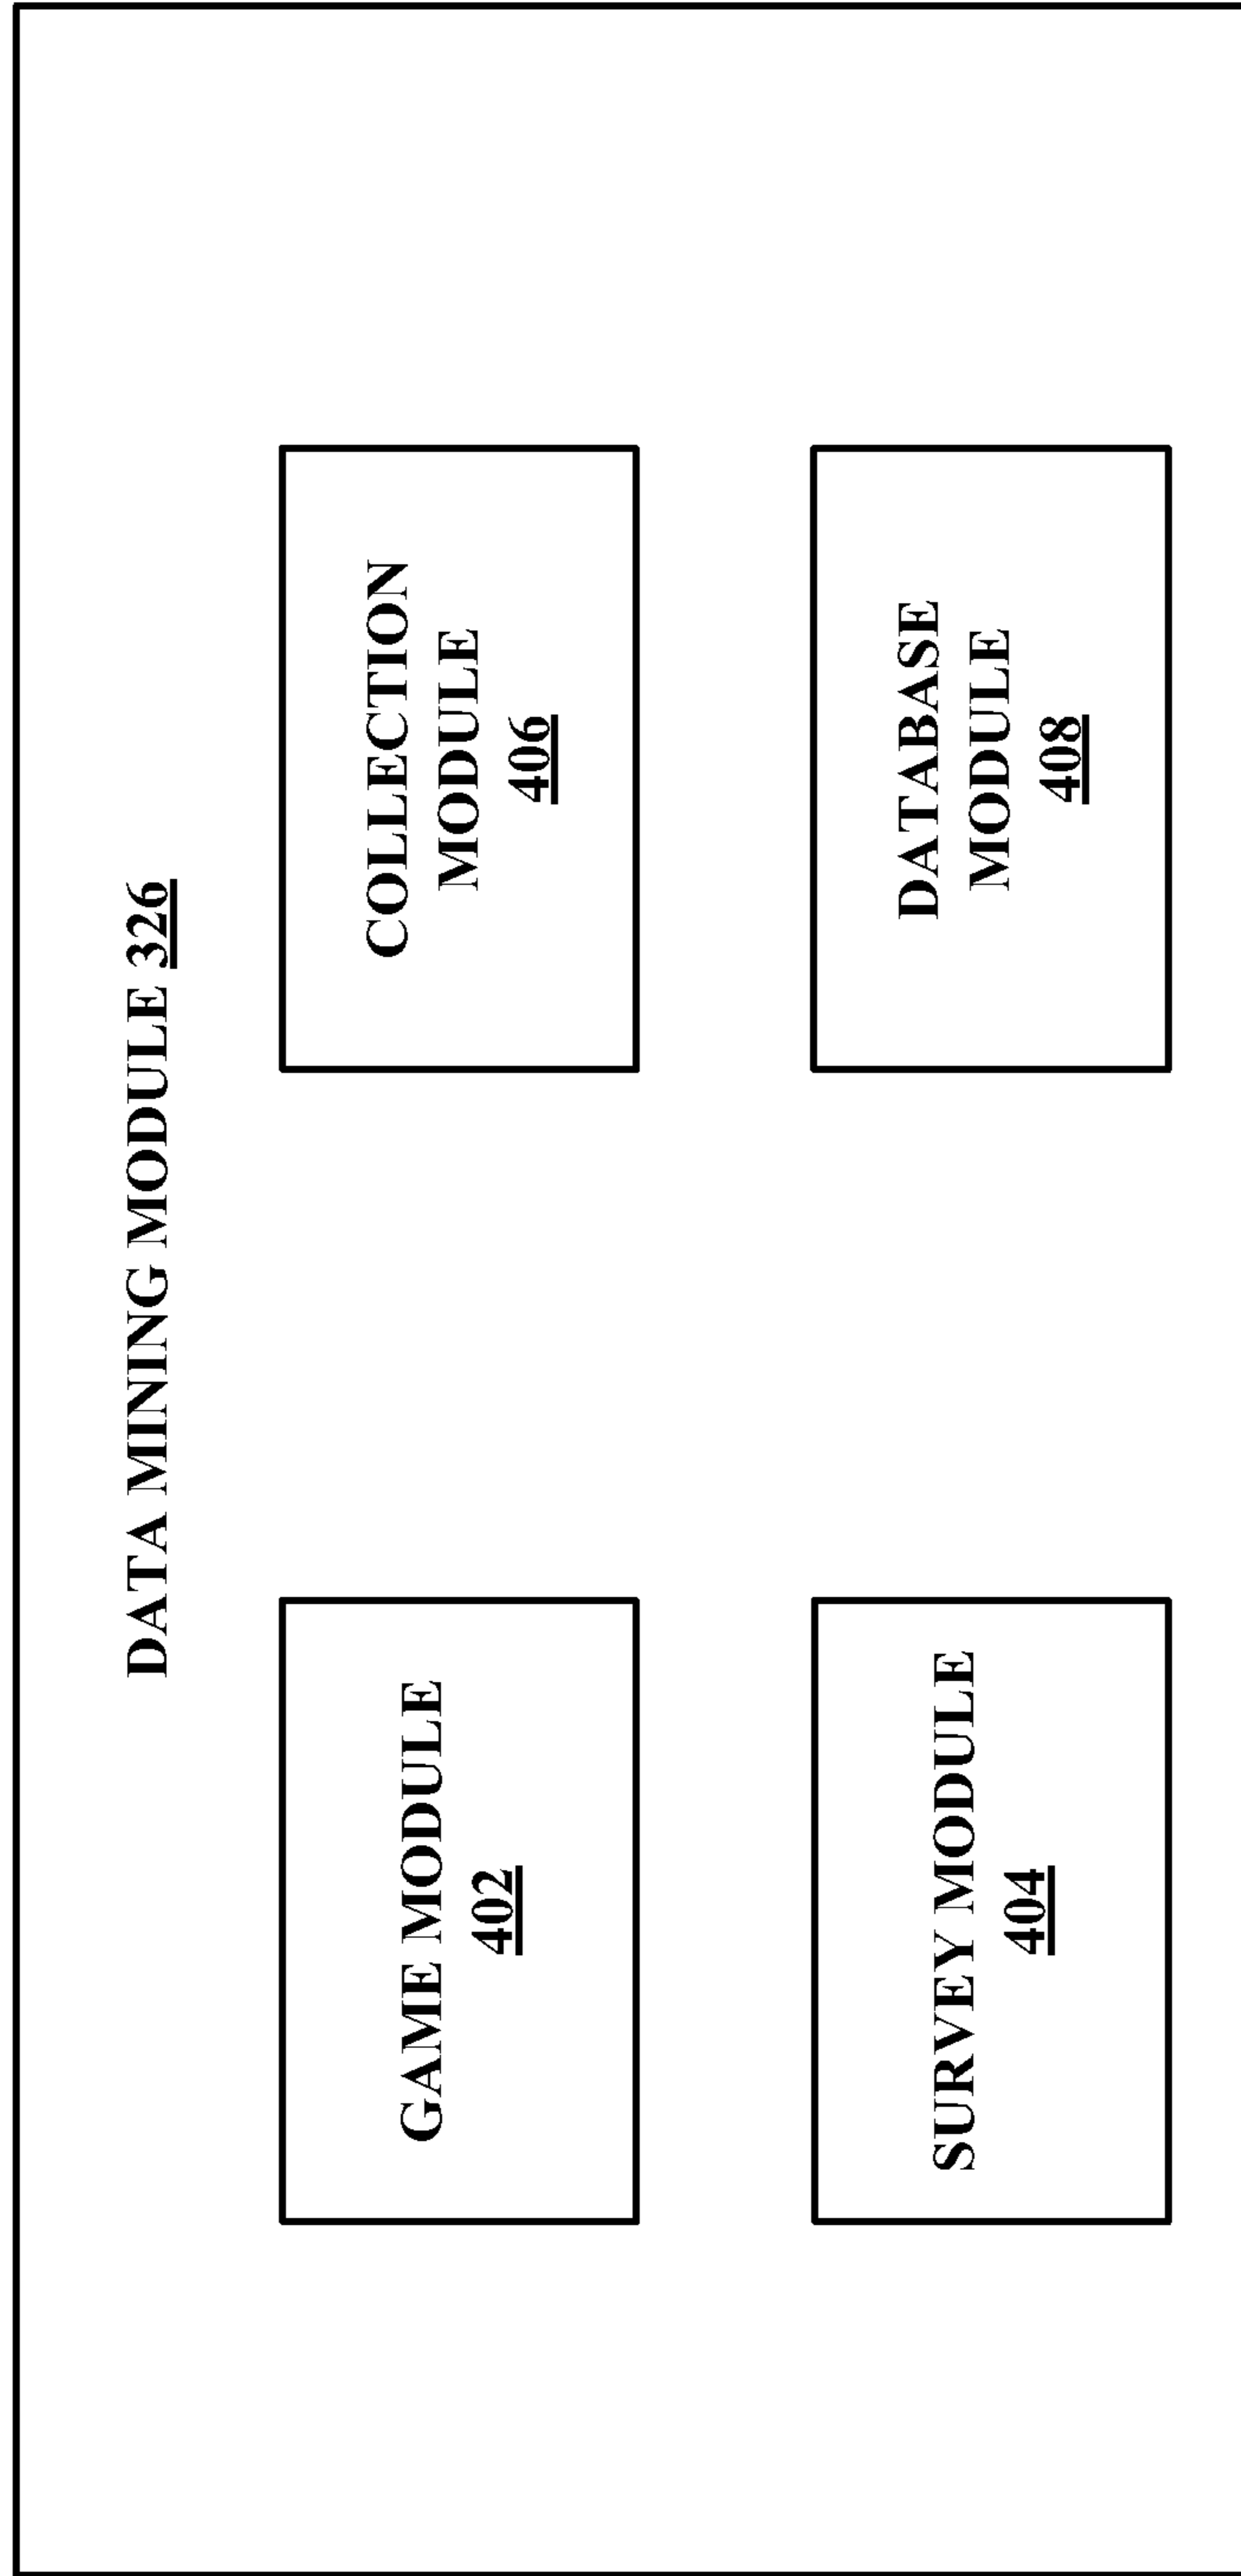 DATA MINING MODULE 326
GAME MODULE
402
COLLECTION
MODULE
406
SURVEY MODULE
404
DATABASE
MODULE
408